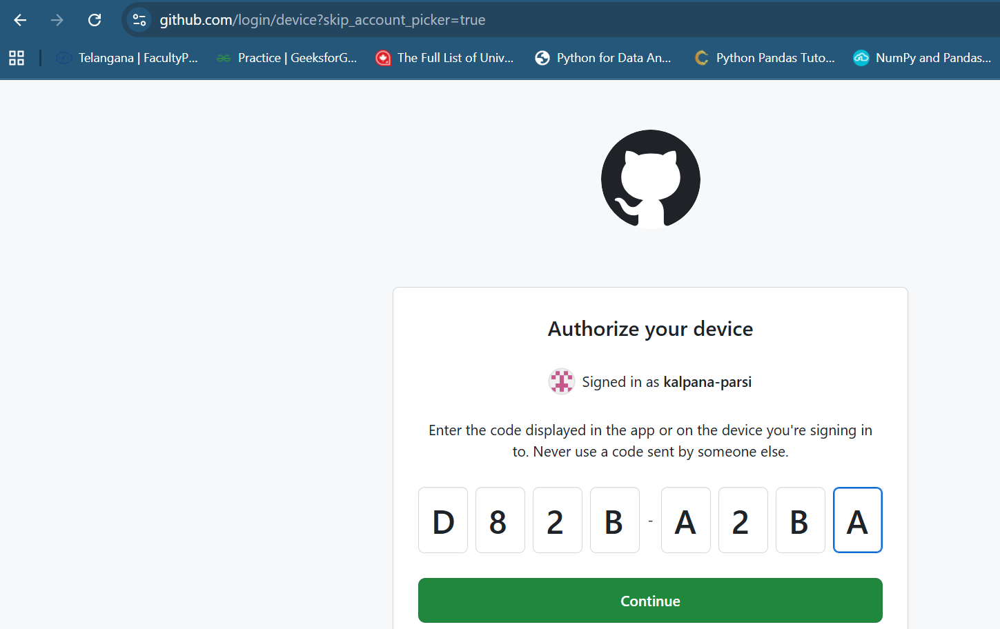 github.com/login/device?skip_account_picker=true
Telangana | FacultyP... Practice | GeeksforG... The Full List of Univ... Python for Data An... Python Pandas Tuto... NumPy and Pandas...
Authorize your device
Signed in as kalpana-parsi
Enter the code displayed in the app or on the device you're signing in
to. Never use a code sent by someone else.
D 8 2 B - A 2 B A
Continue